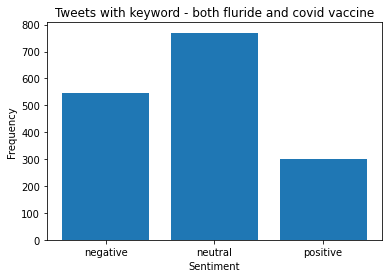 Tweets with keyword - both fluride and covid vaccine
800
700
600
500
400
300
200
100
0
Frequency
negative neutral positive
Sentiment